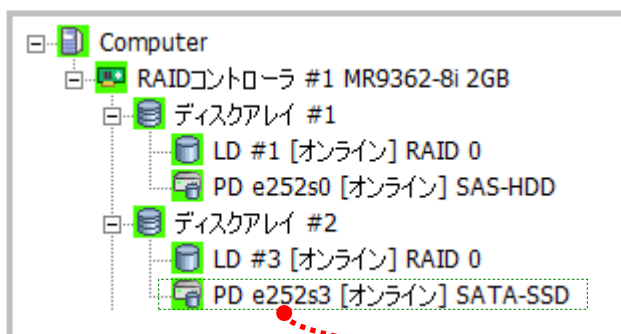 Computer
RAIDコントローラ #1 MR9362-8i 2GB
ディスクアレイ #1
LD #1 [オンライン] RAID 0
PD e252s0 [オンライン] SAS-HDD
ディスクアレイ #2
LD #3 [オンライン] RAID 0
PD e252s3 [オンライン] SATA-SSD